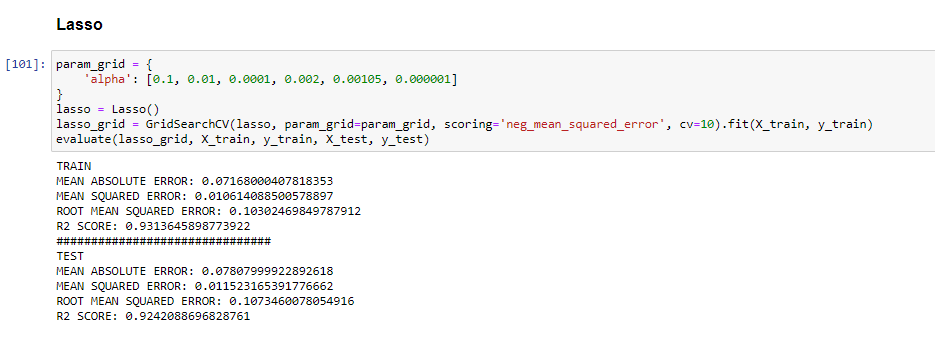 Lasso
[101]:
param_grid = {
    'alpha': [0.1, 0.01, 0.0001, 0.002, 0.00105, 0.000001]
}
lasso = Lasso()
lasso_grid = GridSearchCV(lasso, param_grid=param_grid, scoring='neg_mean_squared_error', cv=10).fit(X_train, y_train)
evaluate(lasso_grid, X_train, y_train, X_test, y_test)
TRAIN
MEAN ABSOLUTE ERROR: 0.07168000407818353
MEAN SQUARED ERROR: 0.010614088500578897
ROOT MEAN SQUARED ERROR: 0.10302469849787912
R2 SCORE: 0.9313645898773922
###############################
TEST
MEAN ABSOLUTE ERROR: 0.07807999922892618
MEAN SQUARED ERROR: 0.011523165391776662
ROOT MEAN SQUARED ERROR: 0.1073460078054916
R2 SCORE: 0.9242088696828761